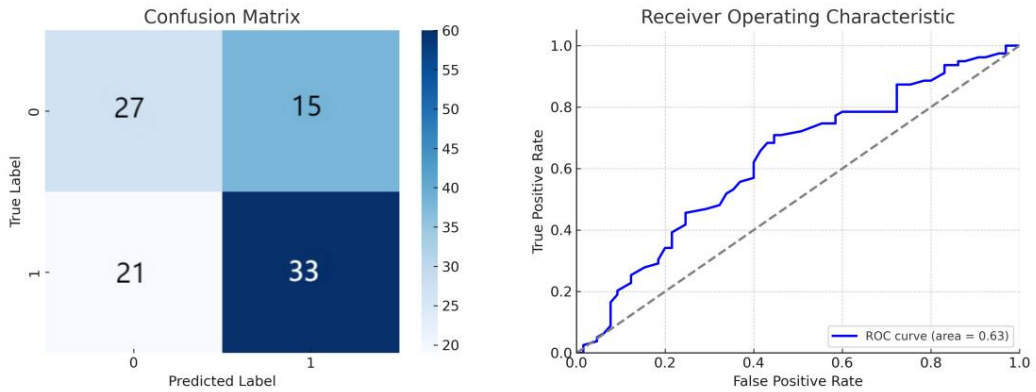 Confusion Matrix
27 15
21 33
0
1
True Label
0 1
Predicted Label
60
55
50
45
40
35
30
25
20
Receiver Operating Characteristic
1.0
0.8
0.6
0.4
0.2
0.0
True Positive Rate
0.0 0.2 0.4 0.6 0.8 1.0
False Positive Rate
ROC curve (area = 0.63)